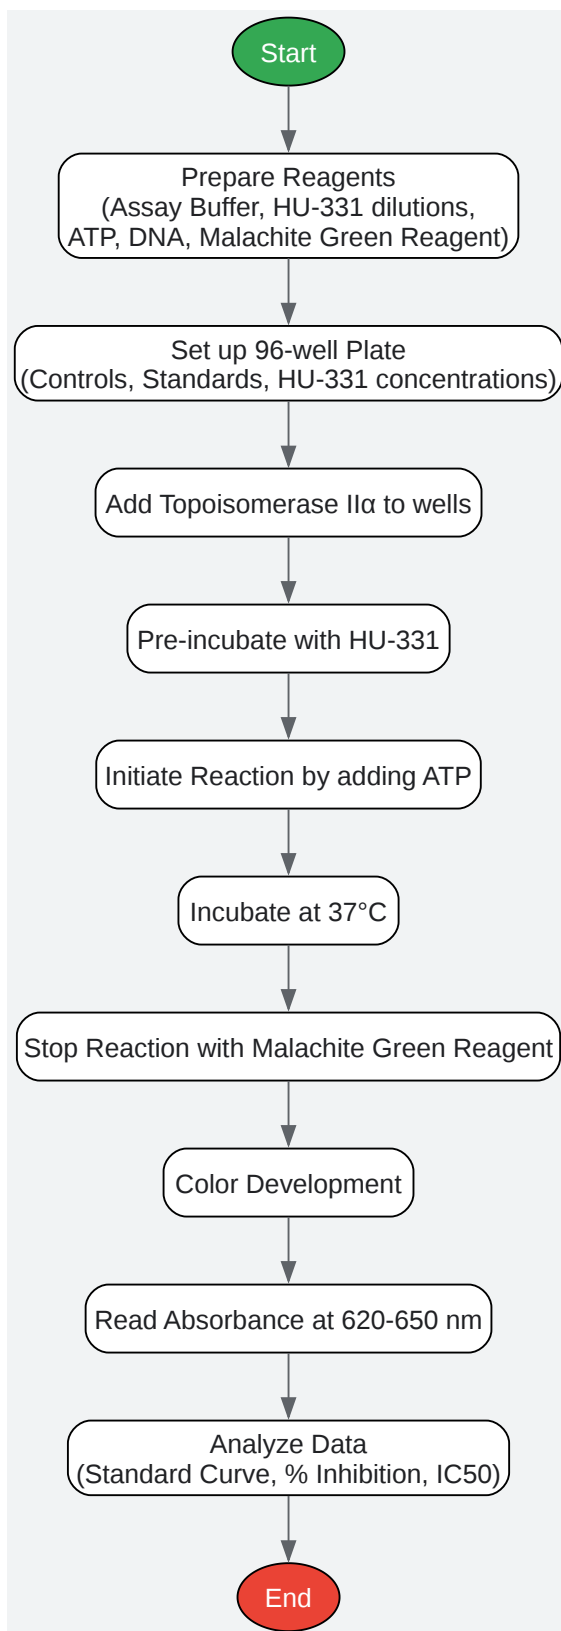 Start
Prepare Reagents
(Assay Buffer, HU-331 dilutions,
ATP, DNA, Malachite Green Reagent)
Set up 96-well Plate
(Controls, Standards, HU-331 concentrations)
Add Topoisomerase IIα to wells
Pre-incubate with HU-331
Initiate Reaction by adding ATP
Incubate at 37°C
Stop Reaction with Malachite Green Reagent
Color Development
Read Absorbance at 620-650 nm
Analyze Data
(Standard Curve, % Inhibition, IC50)
End